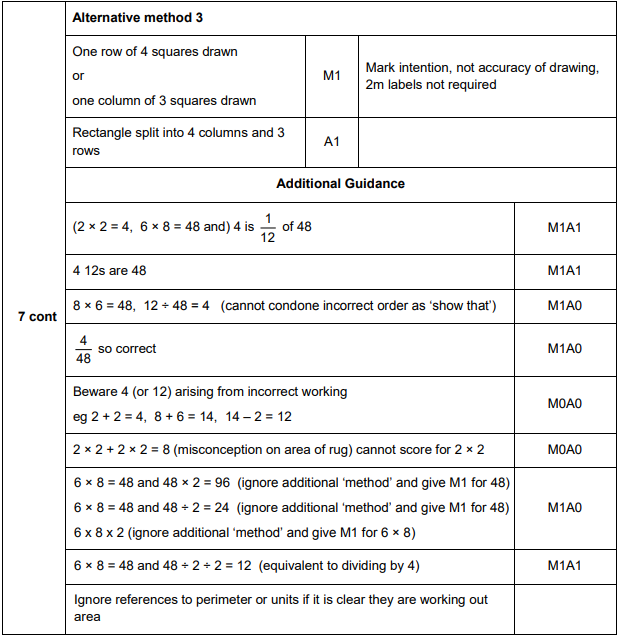 Alternative method 3
One row of 4 squares drawn
or
one column of 3 squares drawn
M1
Mark intention, not accuracy of drawing,
2m labels not required
Rectangle split into 4 columns and 3
rows
A1
Additional Guidance
7 cont
(2 × 2 = 4,  6 × 8 = 48 and) 4 is 1/12 of 48
M1A1
4 12s are 48
M1A1
8 × 6 = 48,  12 ÷ 48 = 4   (cannot condone incorrect order as ‘show that’)
M1A0
4/48 so correct
M1A0
Beware 4 (or 12) arising from incorrect working
eg 2 + 2 = 4,  8 + 6 = 14,  14 – 2 = 12
M0A0
2 × 2 + 2 × 2 = 8 (misconception on area of rug) cannot score for 2 × 2
M0A0
6 × 8 = 48 and 48 × 2 = 96  (ignore additional ‘method’ and give M1 for 48)
6 × 8 = 48 and 48 ÷ 2 = 24  (ignore additional ‘method’ and give M1 for 48)
6 x 8 x 2 (ignore additional ‘method’ and give M1 for 6 × 8)
M1A0
6 × 8 = 48 and 48 ÷ 2 ÷ 2 = 12  (equivalent to dividing by 4)
M1A1
Ignore references to perimeter or units if it is clear they are working out
area